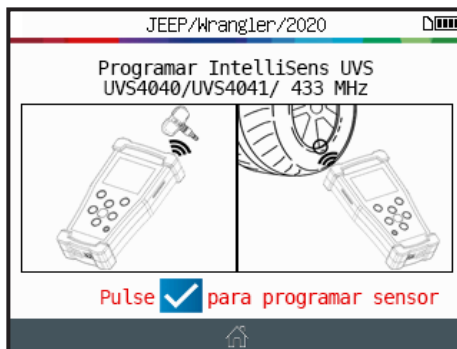 JEEP/Wrangler/2020
Programar IntelliSens UVS
UVS4040/UVS4041/ 433 MHz
Pulse para programar sensor